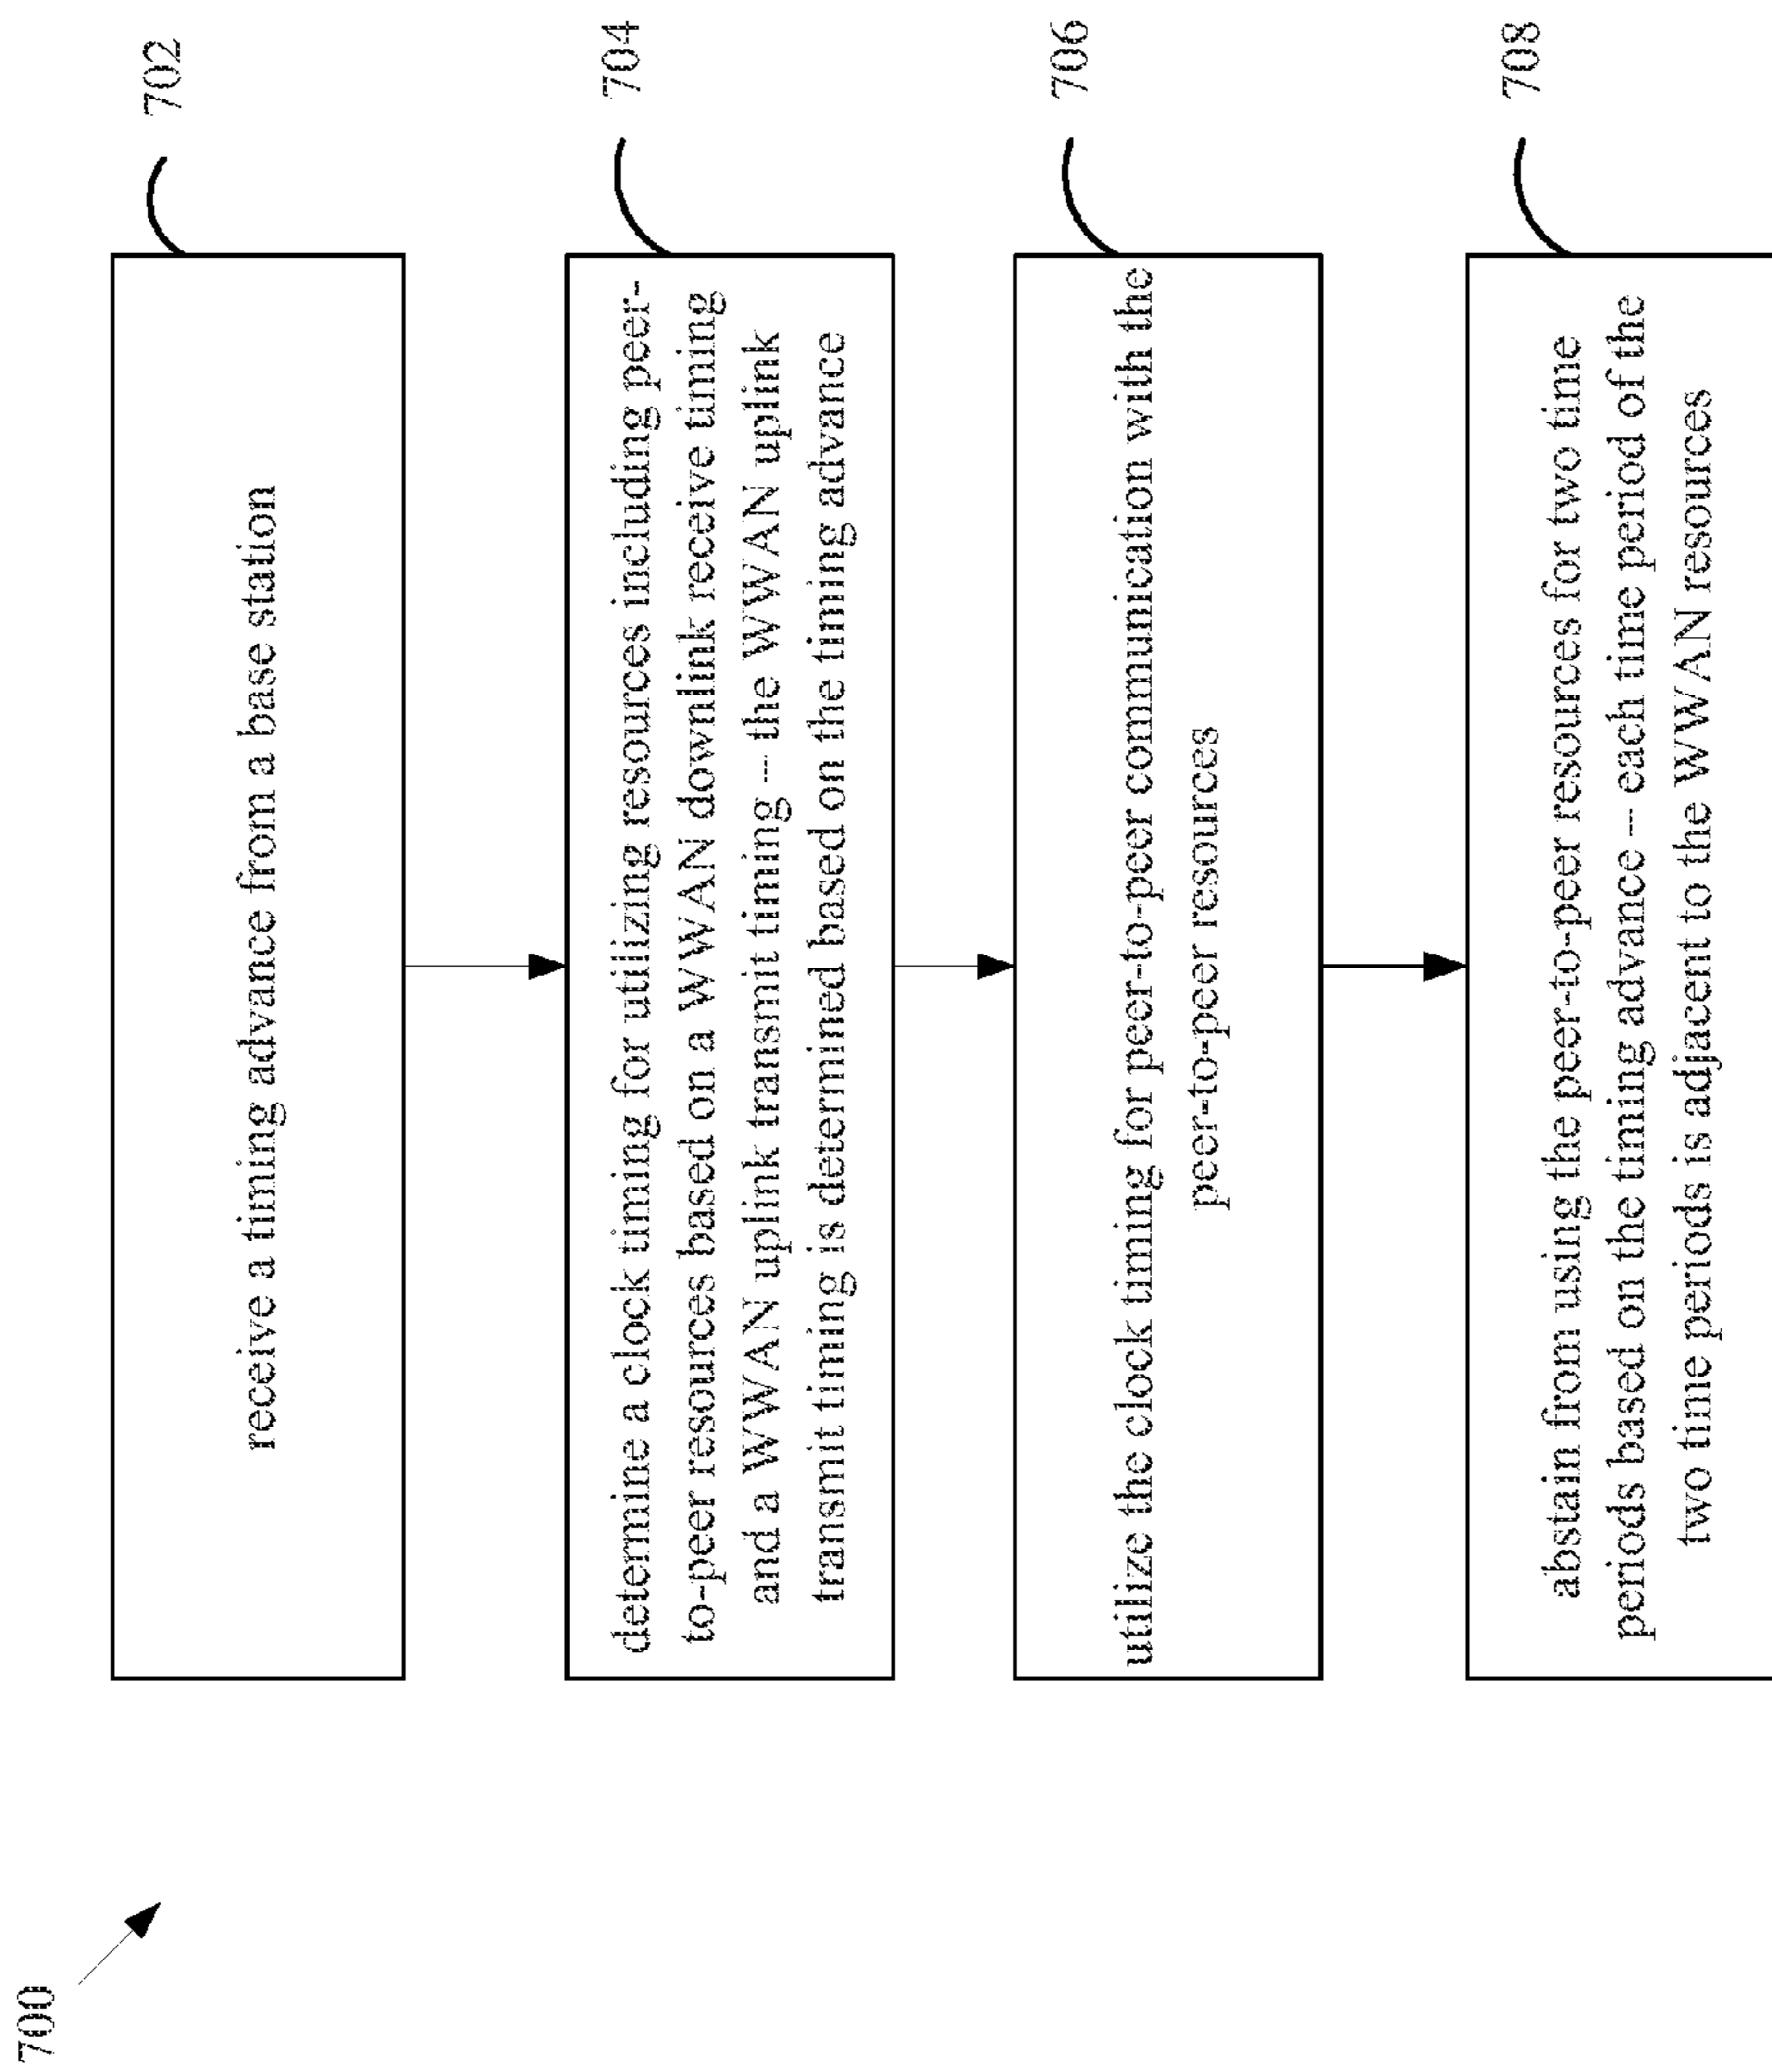 700
702
receive a timing advance from a base station
704
determine a clock timing for utilizing resources including peer-
to-peer resources based on a WWAN downlink receive timing
and a WWAN uplink transmit timing -- the WWAN uplink
transmit timing is determined based on the timing advance
706
utilize the clock timing for peer-to-peer communication with the
peer-to-peer resources
708
abstain from using the peer-to-peer resources for two time
periods based on the timing advance -- each time period of the
two time periods is adjacent to the WWAN resources